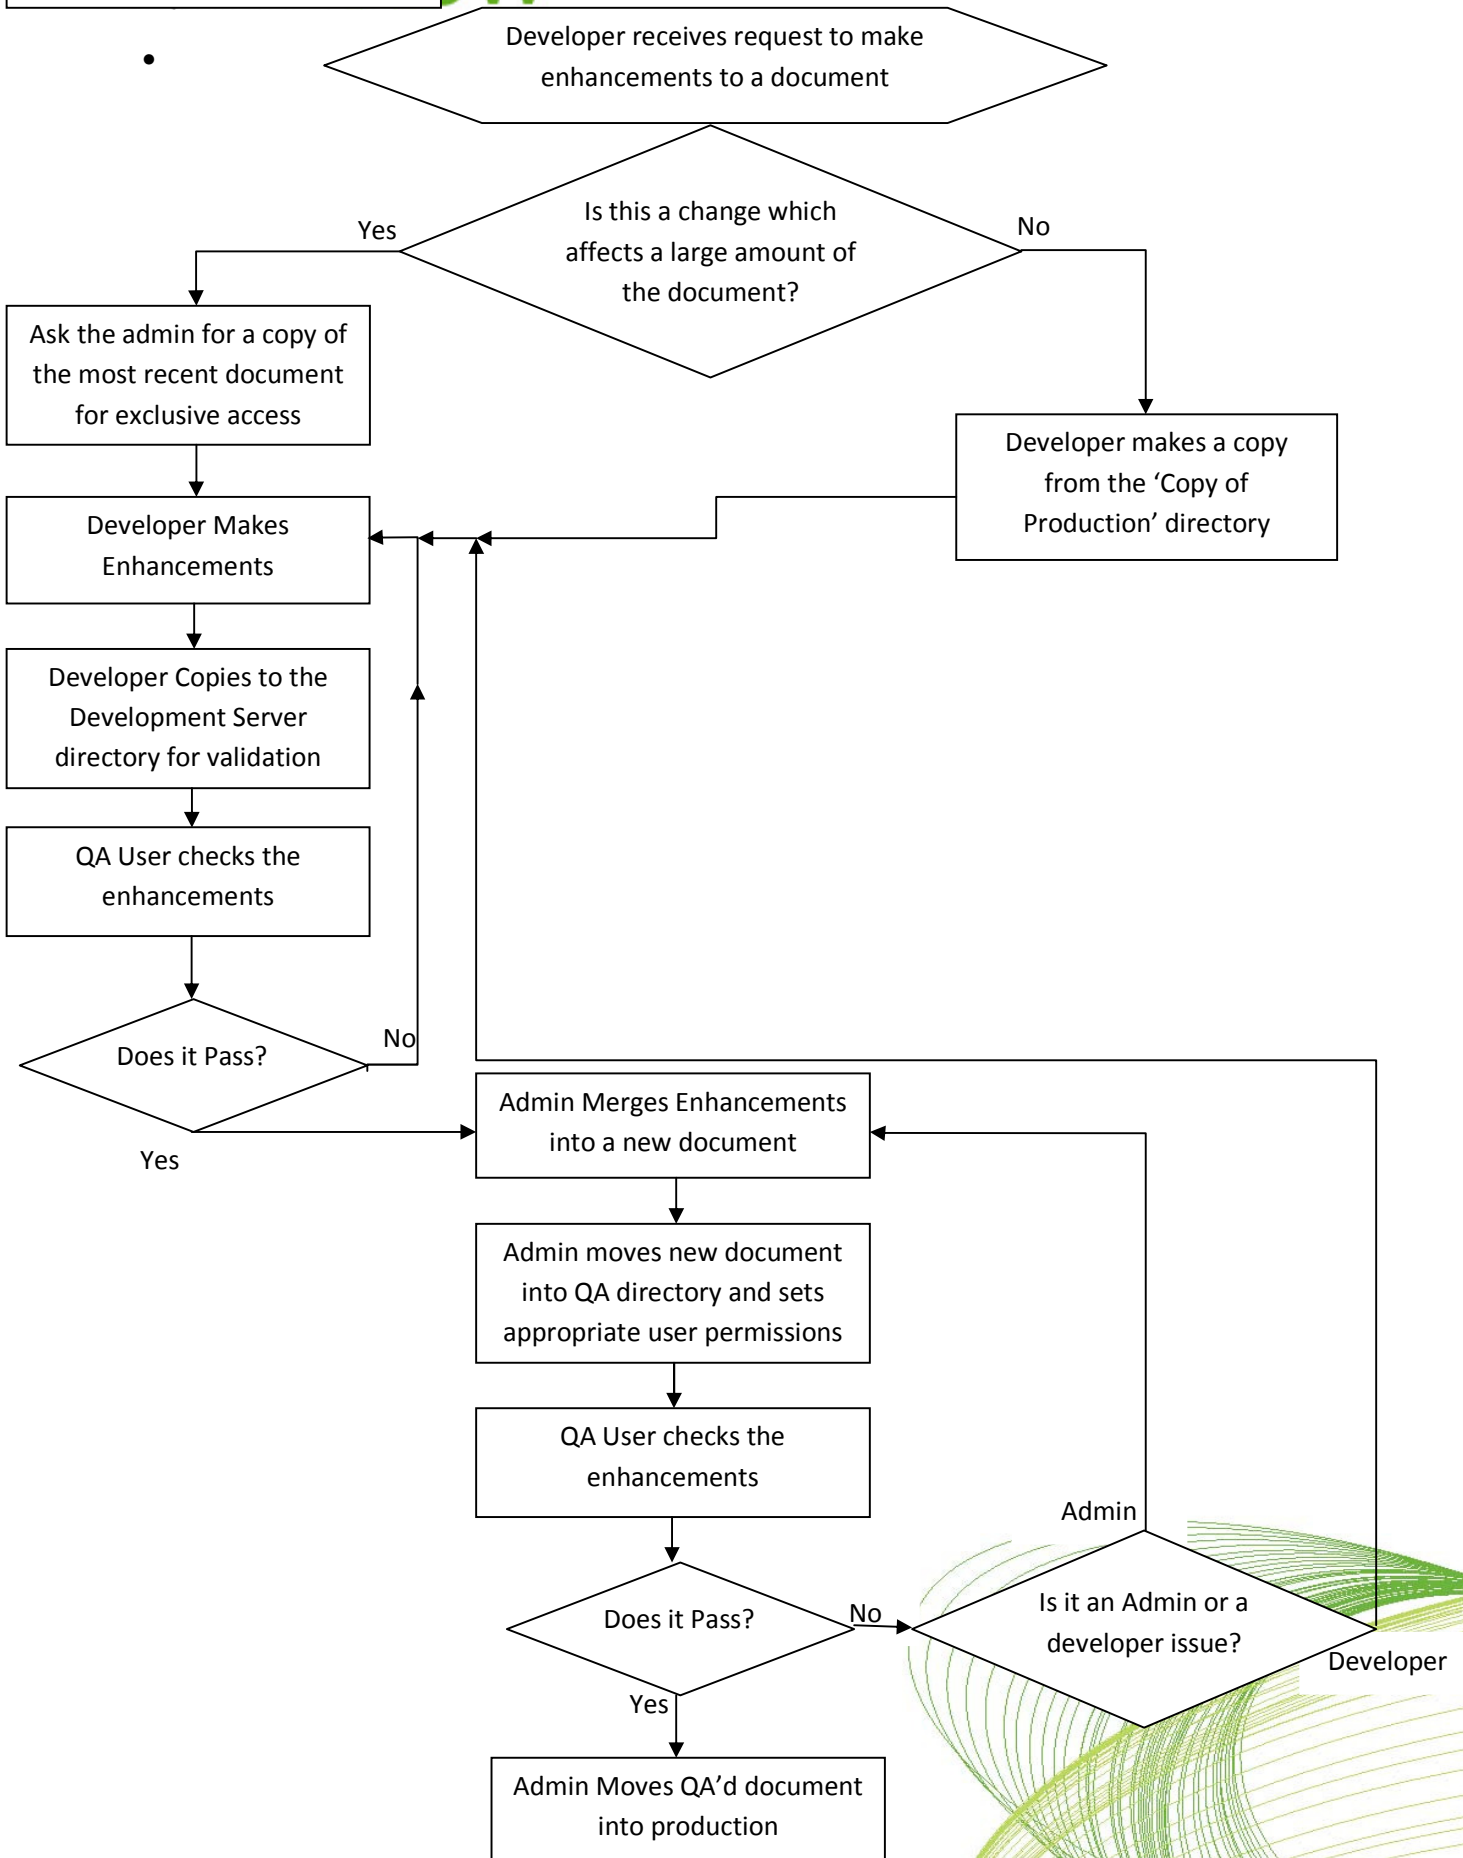 Developer receives request to make
enhancements to a document
Is this a change which
affects a large amount of
the document?
Yes
No
Ask the admin for a copy of
the most recent document
for exclusive access
Developer makes a copy
from the ‘Copy of
Production’ directory
Developer Makes
Enhancements
Developer Copies to the
Development Server
directory for validation
QA User checks the
enhancements
Does it Pass?
No
Yes
Admin Merges Enhancements
into a new document
Admin moves new document
into QA directory and sets
appropriate user permissions
QA User checks the
enhancements
Admin
Does it Pass?
No
Is it an Admin or a
developer issue?
Developer
Yes
Admin Moves QA’d document
into production